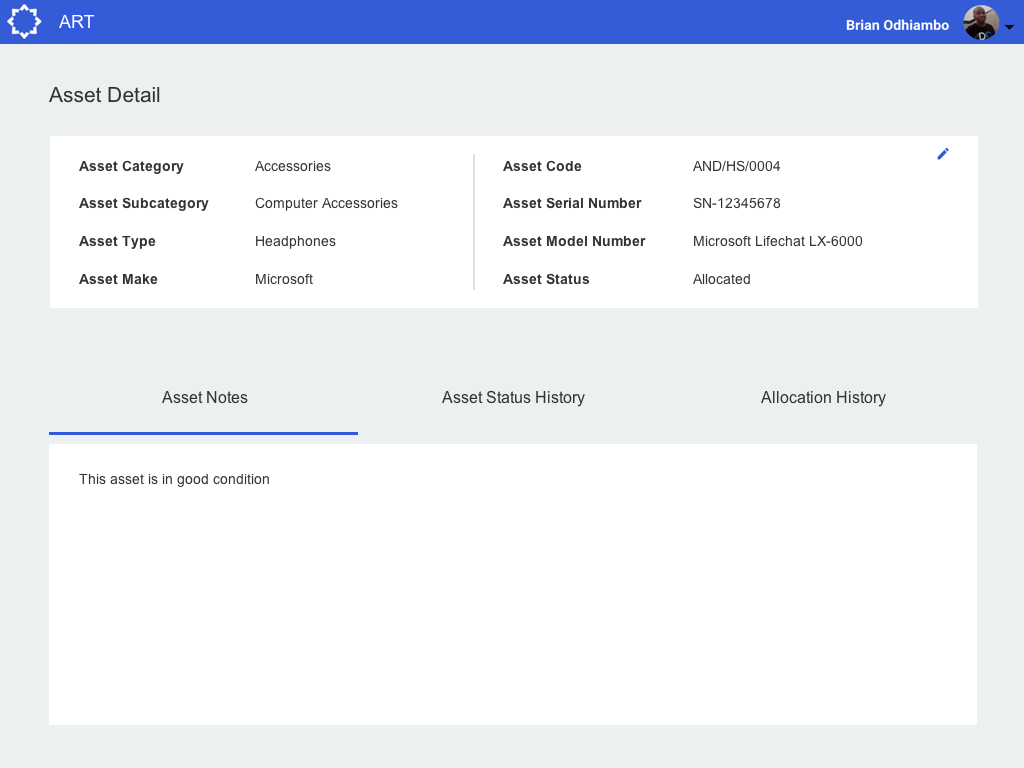 ART
Brian Odhiambo
Asset Detail
Asset Category Accessories
Asset Subcategory Computer Accessories
Asset Type Headphones
Asset Make Microsoft
Asset Code AND/HS/0004
Asset Serial Number SN-12345678
Asset Model Number Microsoft Lifechat LX-6000
Asset Status Allocated
Asset Notes
Asset Status History
Allocation History
This asset is in good condition